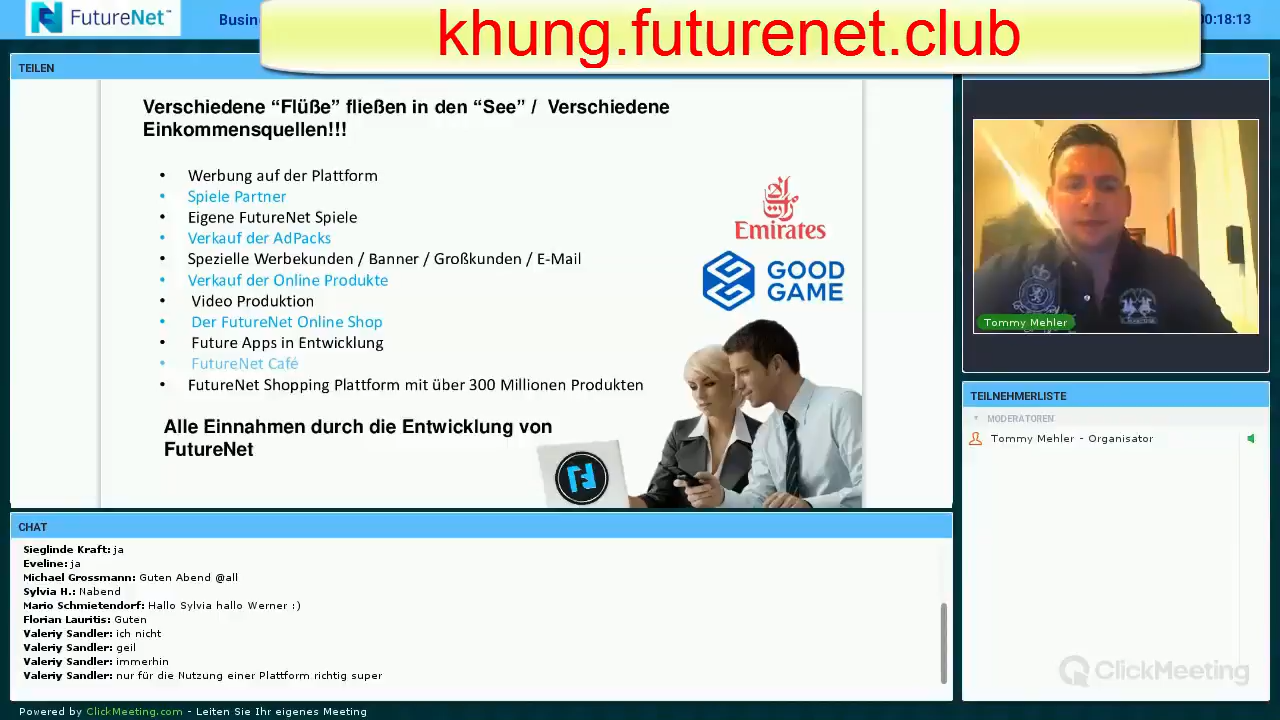 FutureNet™
Busin
khung.futurenet.club
00:18:13
TEILEN
Verschiedene “Flüße” fließen in den “See” / Verschiedene
Einkommensquellen!!!
• Werbung auf der Plattform
• Spiele Partner
• Eigene FutureNet Spiele
• Verkauf der AdPacks
• Spezielle Werbekunden / Banner / Großkunden / E-Mail
• Verkauf der Online Produkte
• Video Produktion
• Der FutureNet Online Shop
• Future Apps in Entwicklung
• FutureNet Café
• FutureNet Shopping Plattform mit über 300 Millionen Produkten
Alle Einnahmen durch die Entwicklung von
FutureNet
Emirates
GOOD
GAME
Tommy Mehler
TEILNEHMERLISTE
MODERATOREN
Tommy Mehler - Organisator
CHAT
Sieglinde Kraft: ja
Eveline: ja
Michael Grossmann: Guten Abend @all
Sylvia H.: Nabend
Mario Schmietendorf: Hallo Sylvia hallo Werner :)
Florian Lauritis: Guten
Valeriy Sandler: ich nicht
Valeriy Sandler: geil
Valeriy Sandler: immerhin
Valeriy Sandler: nur für die Nutzung einer Plattform richtig super
ClickMeeting
Powered by ClickMeeting.com - Leiten Sie Ihr eigenes Meeting